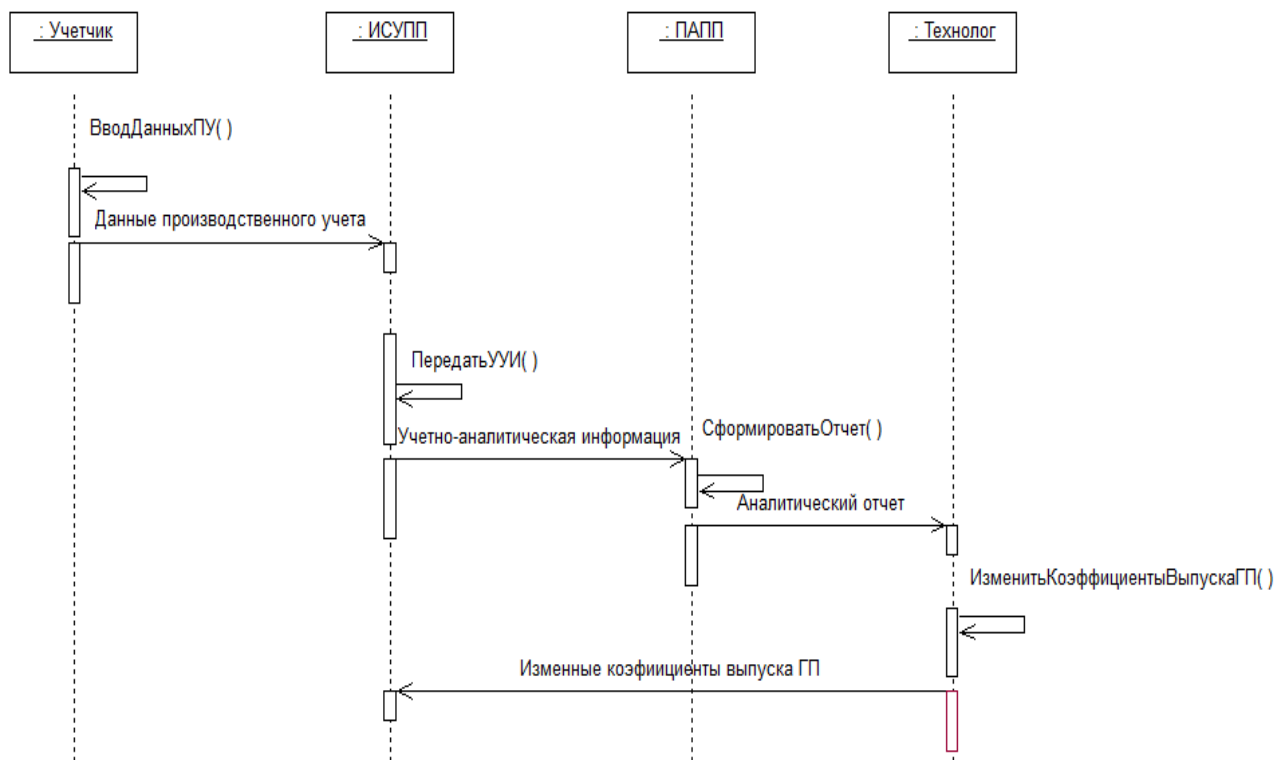 : Учетчик
: ИСУПП
: ПАПП
: Технолог
ВводДанныхПУ( )
Данные производственного учета
ПередатьУУИ( )
Учетно-аналитическая информация
СформироватьОтчет( )
Аналитический отчет
ИзменитьКоэффициентыВыпускаГП( )
Изменные коэфиициенты выпуска ГП